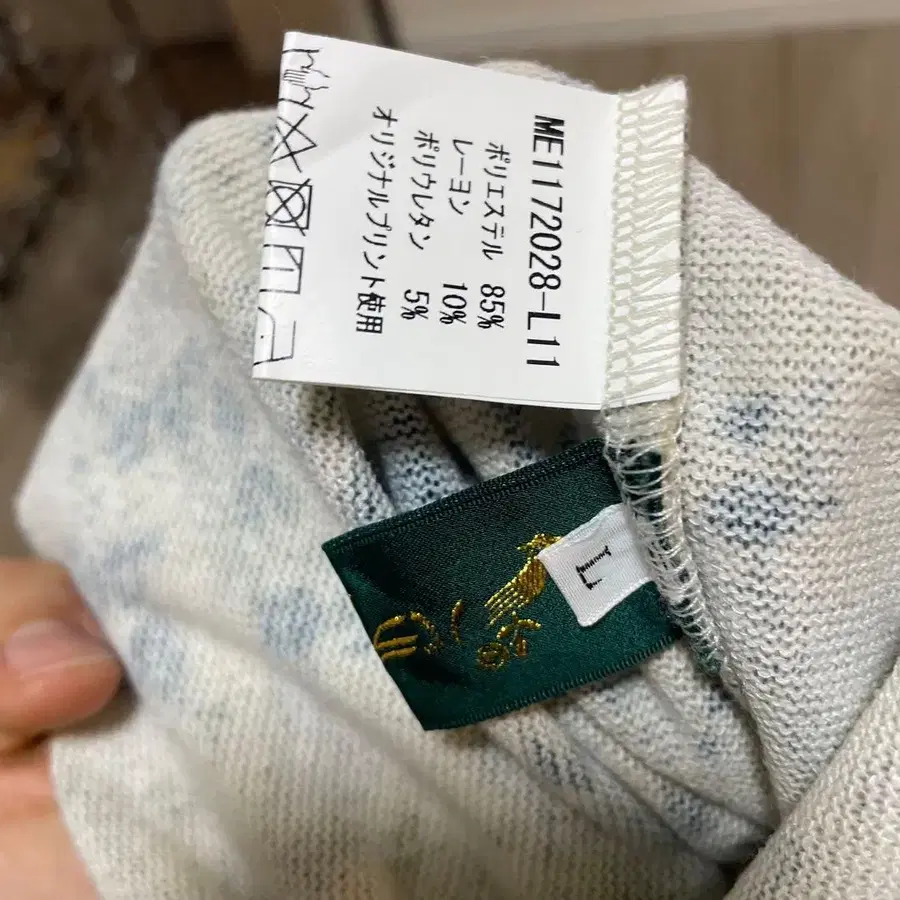 ME1172028-L11
ポリエステル 85%
レーヨン 10%
ポリウレタン 5%
オリジナルプリント使用
L